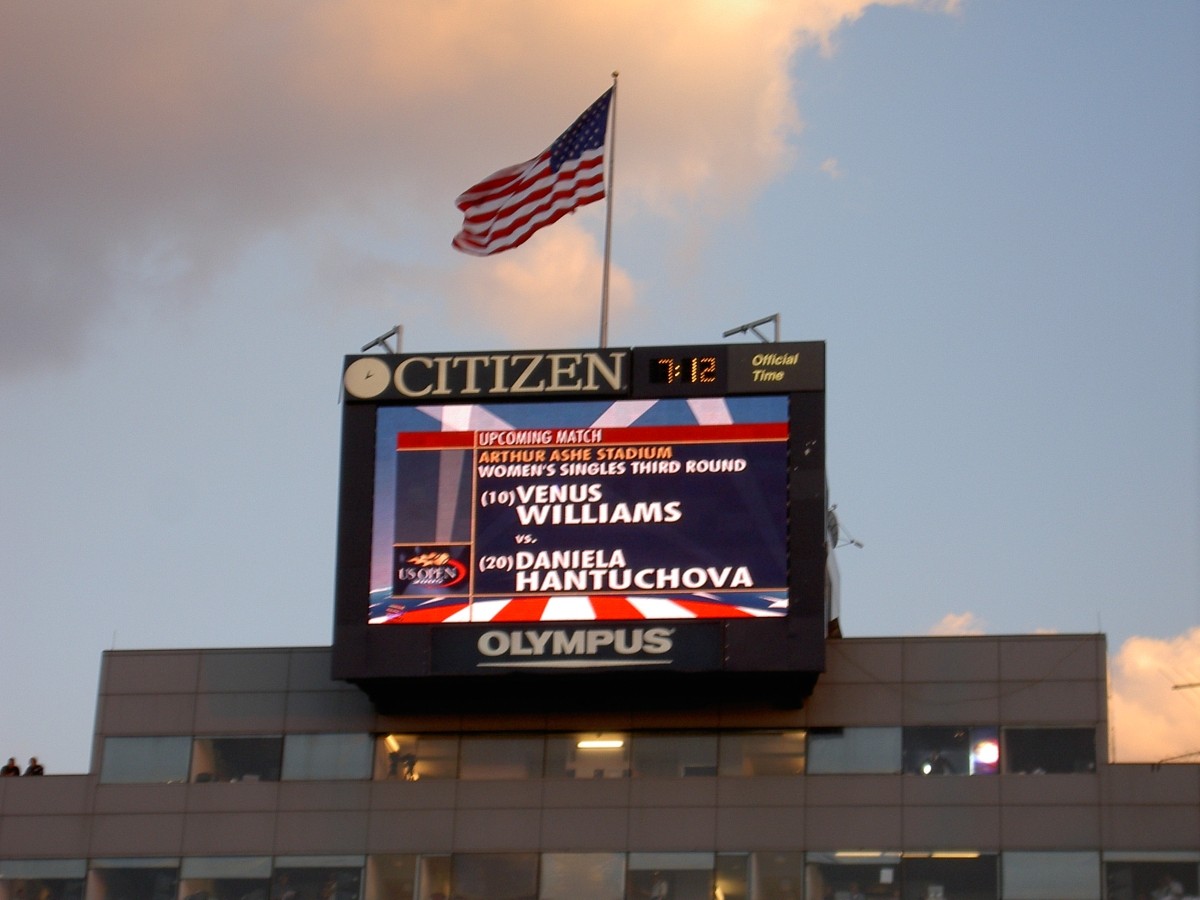 CITIZEN
7:12
Official
Time
UPCOMING MATCH
ARTHUR ASHE STADIUM
WOMEN'S SINGLES THIRD ROUND
(10) VENUS
WILLIAMS
vs.
(20) DANIELA
HANTUCHOVA
US OPEN
OLYMPUS